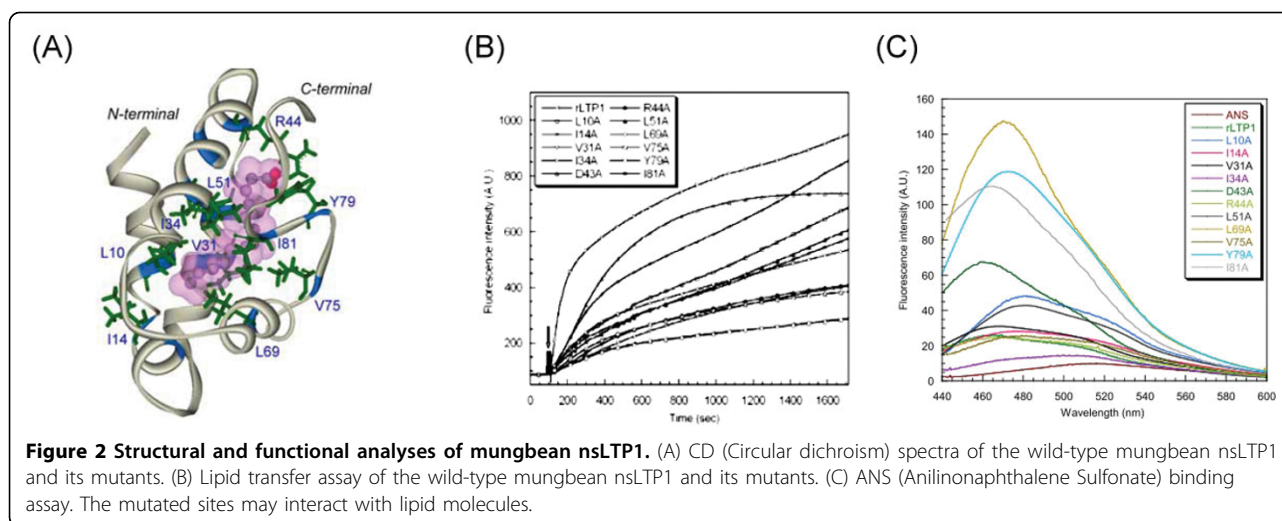 (A)
(B)
(C)
N-terminal
C-terminal
R44
L51
I34
Y79
L10
V31
I81
V75
I14
L69
Fluorescence intensity (A.U.)
1000
800
600
400
200
0 200 400 600 800 1000 1200 1400 1600
Time (sec)
rLTP1 R44A
L10A L51A
I14A L69A
V31A V75A
I34A Y79A
D43A I81A
Fluorescence intensity (A.U.)
160
140
120
100
80
60
40
20
0
440 460 480 500 520 540 560 580 600
Wavelength (nm)
ANS
rLTP1
L10A
I14A
V31A
I34A
D43A
R44A
L51A
L69A
V75A
Y79A
I81A
Figure 2 Structural and functional analyses of mungbean nsLTP1. (A) CD (Circular dichroism) spectra of the wild-type mungbean nsLTP1
and its mutants. (B) Lipid transfer assay of the wild-type mungbean nsLTP1 and its mutants. (C) ANS (Anilinonaphthalene Sulfonate) binding
assay. The mutated sites may interact with lipid molecules.